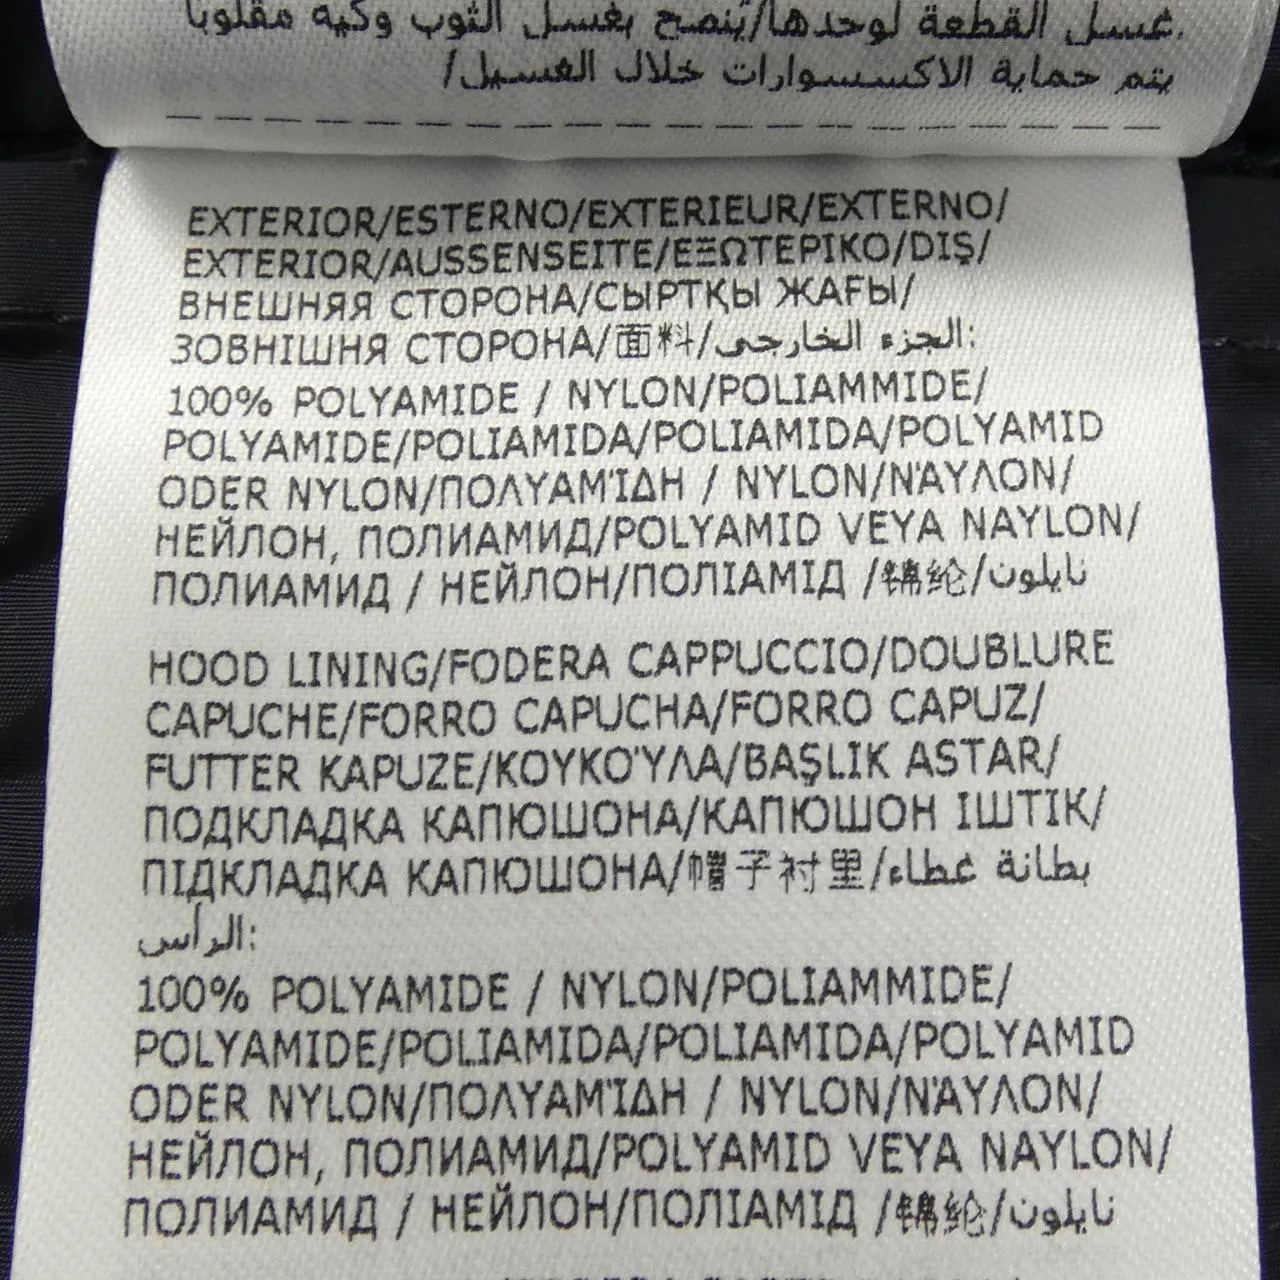 غسل القطعة لوحدها/يُنصح بغسل الثوب وكيه مقلوبا.
يتم حماية الاكسسوارات خلال الغسيل/
EXTERIOR/ESTERNO/EXTERIEUR/EXTERNO/
EXTERIOR/AUSSENSEITE/ΕΞΩΤΕΡΙΚΟ/DIŞ/
ВНЕШНЯЯ СТОРОНА/СЫРТҚЫ ЖАҒЫ/
ЗОВНІШНЯ СТОРОНА/面料/الجزء الخارجي:
100% POLYAMIDE / NYLON/POLIAMMIDE/
POLYAMIDE/POLIAMIDA/POLIAMIDA/POLYAMID
ODER NYLON/ΠΟΛΥΑΜΊΔΗ / NYLON/ΝΆΥΛΟΝ/
НЕЙЛОН, ПОЛИАМИД/POLYAMID VEYA NAYLON/
ПОЛИАМИД / НЕЙЛОН/ПОЛІАМІД /锦纶/نايلون
HOOD LINING/FODERA CAPPUCCIO/DOUBLURE
CAPUCHE/FORRO CAPUCHA/FORRO CAPUZ/
FUTTER KAPUZE/ΚΟΥΚΟΎΛΑ/BAŞLIK ASTAR/
ПОДКЛАДКА КАПЮШОНА/КАПЮШОН ІШТІК/
ПІДКЛАДКА КАПЮШОНА/帽子衬里/بطانة غطاء
الرأس:
100% POLYAMIDE / NYLON/POLIAMMIDE/
POLYAMIDE/POLIAMIDA/POLIAMIDA/POLYAMID
ODER NYLON/ΠΟΛΥΑΜΊΔΗ / NYLON/ΝΆΥΛΟΝ/
НЕЙЛОН, ПОЛИАМИД/POLYAMID VEYA NAYLON/
ПОЛИАМИД / НЕЙЛОН/ПОЛІАМІД /锦纶/نايلون